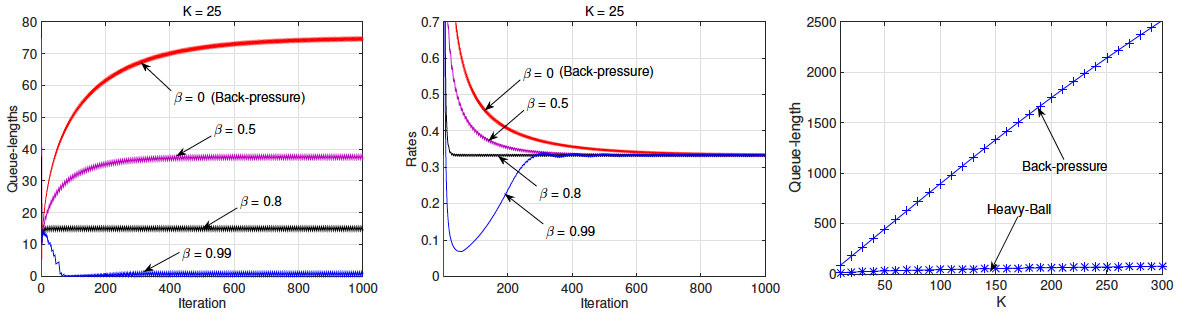 K = 25
80
70
60
50
40
30
20
10
0
Queue-lengths
β = 0 (Back-pressure)
β = 0.5
β = 0.8
β = 0.99
0
200
400
600
800
1000
Iteration
K = 25
0.7
0.6
0.5
0.4
0.3
0.2
0.1
0
Rates
β = 0 (Back-pressure)
β = 0.5
β = 0.8
β = 0.99
200
400
600
800
1000
Iteration
2500
2000
1500
1000
500
0
Queue-length
Back-pressure
Heavy-Ball
50
100
150
200
250
300
K